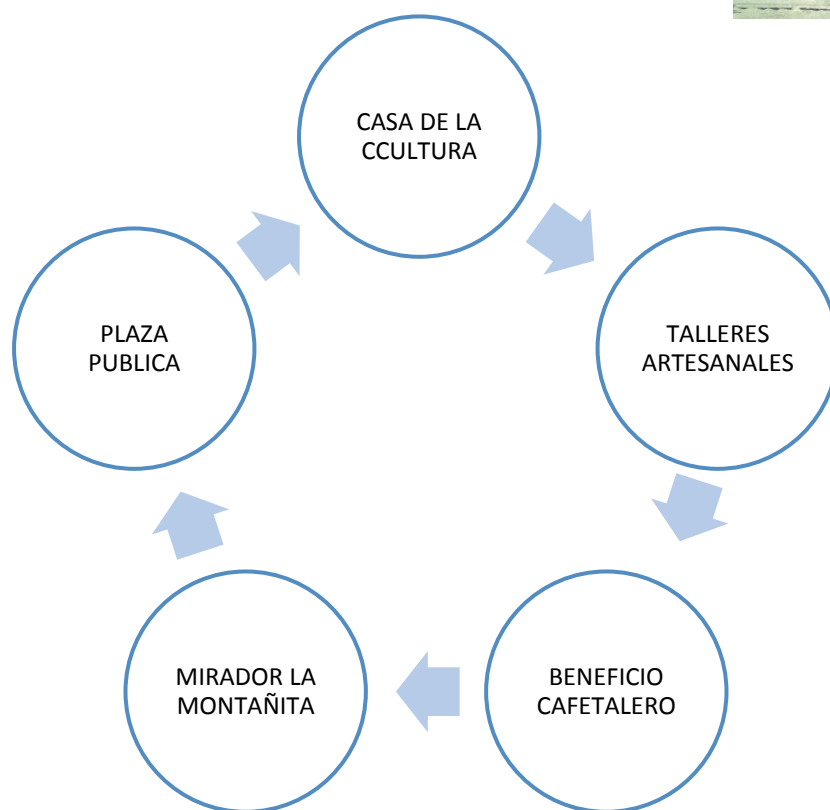 CASA DE LA
CCULTURA
TALLERES
ARTESANALES
BENEFICIO
CAFETALERO
MIRADOR LA
MONTAÑITA
PLAZA
PUBLICA